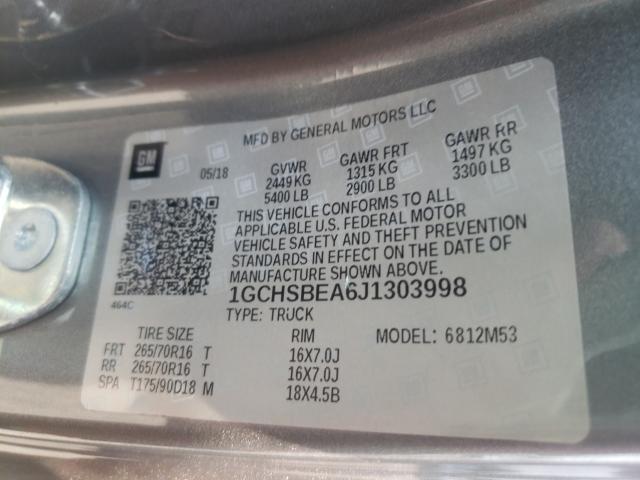 MFD BY GENERAL MOTORS LLC
GM
05/18
GVWR
2449 KG
5400 LB
GAWR FRT
1315 KG
2900 LB
GAWR RR
1497 KG
3300 LB
THIS VEHICLE CONFORMS TO ALL
APPLICABLE U.S. FEDERAL MOTOR
VEHICLE SAFETY AND THEFT PREVENTION
STANDARDS IN EFFECT ON THE DATE OF
MANUFACTURE SHOWN ABOVE.
464C
1GCHSBEA6J1303998
TYPE: TRUCK
TIRE SIZE RIM MODEL: 6812M53
FRT 265/70R16 T 16X7.0J
RR 265/70R16 T 16X7.0J
SPA T175/90D18 M 18X4.5B